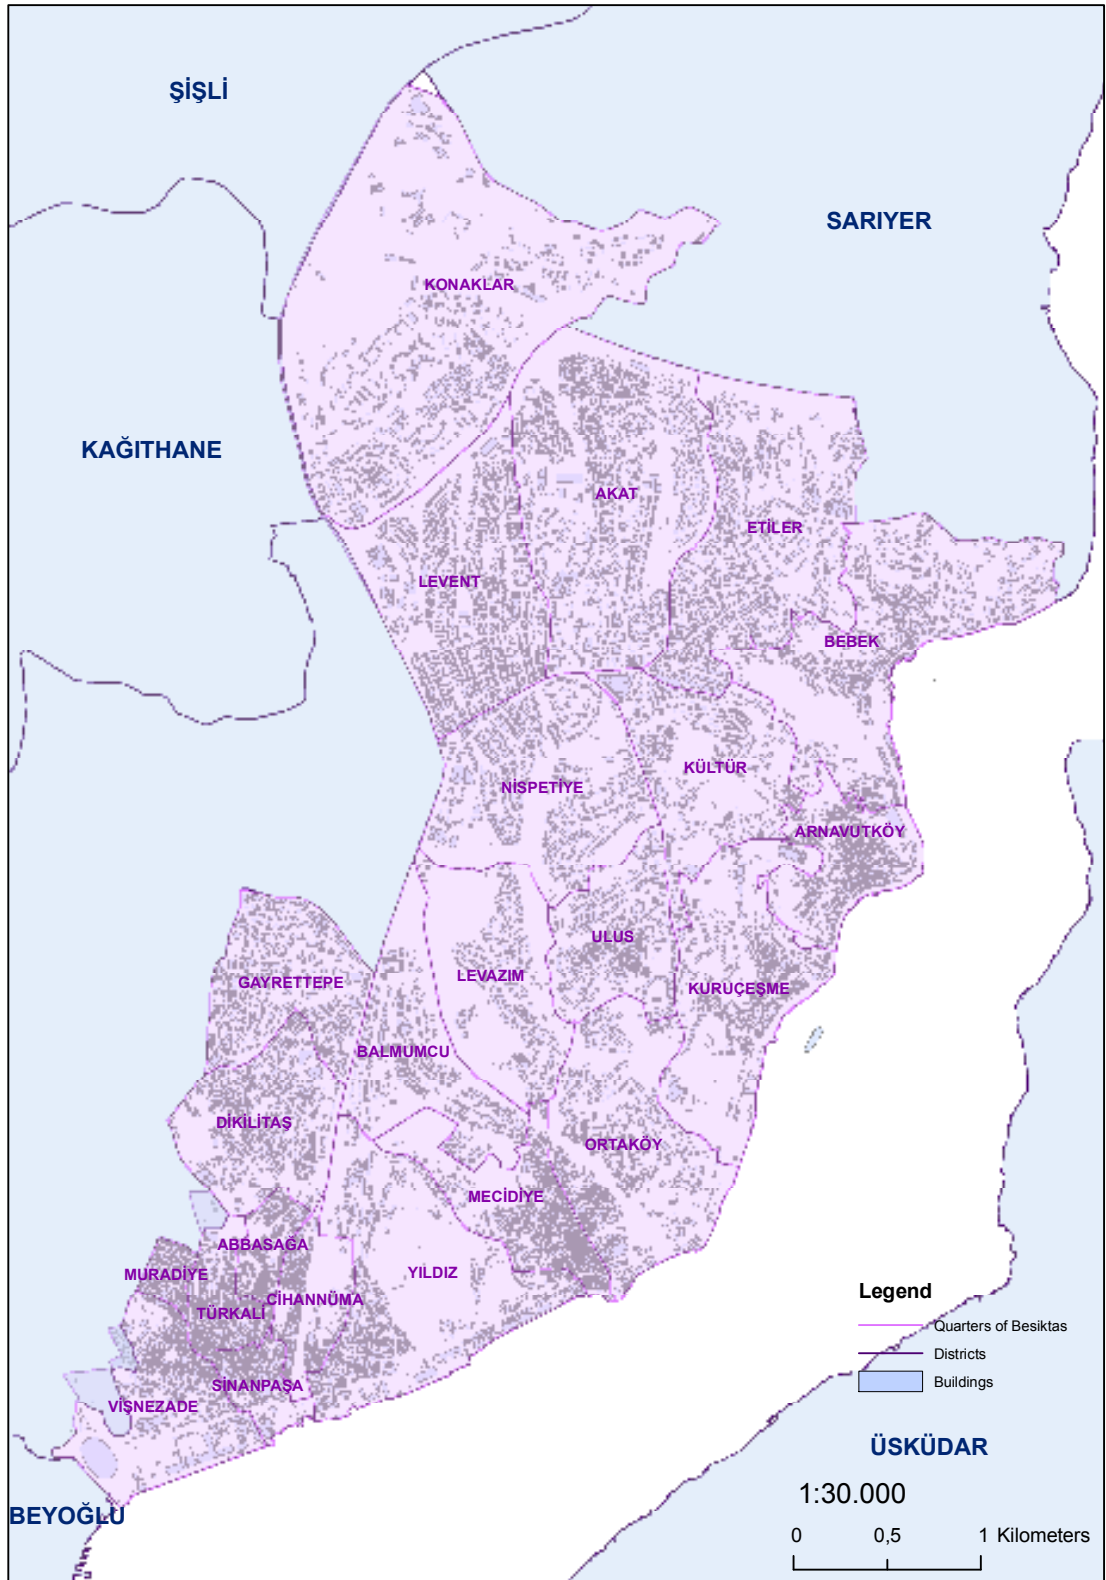 ŞİŞLİ
SARIYER
KONAKLAR
KAĞITHANE
AKAT
ETİLER
LEVENT
BEBEK
KÜLTÜR
NİSPETİYE
ARNAVUTKÖY
ULUS
LEVAZIM
GAYRETTEPE
KURUÇEŞME
BALMUMCU
DİKİLİTAŞ
ORTAKÖY
MECİDİYE
ABBASAĞA
MURADİYE
YILDIZ
CİHANNÜMA
TÜRKALİ
SİNANPAŞA
VİŞNEZADE
Legend
Quarters of Besiktas
Districts
Buildings
ÜSKÜDAR
1:30.000
BEYOĞLU
0 0,5 1 Kilometers